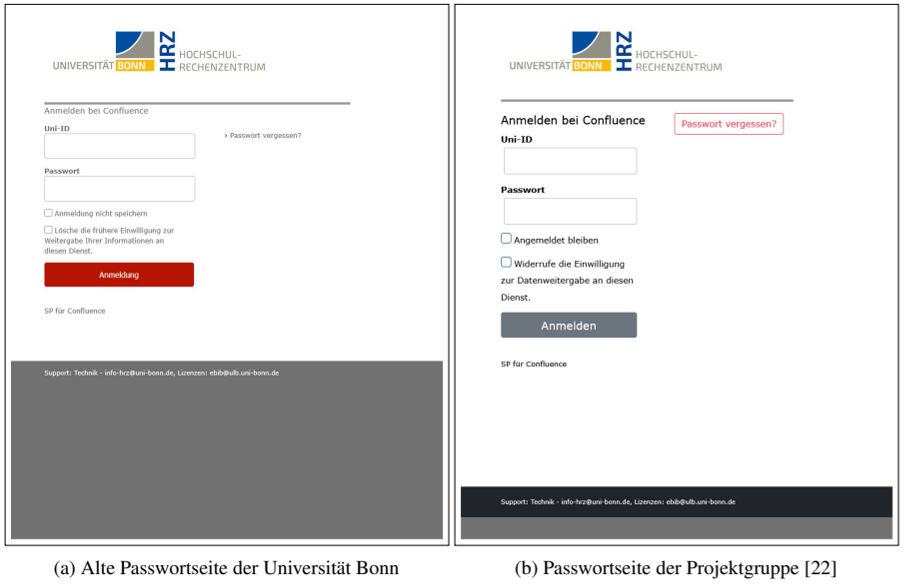 UNIVERSITÄT BONN
HRZ
HOCHSCHUL-
RECHENZENTRUM
Anmelden bei Confluence
Uni-ID
› Passwort vergessen?
Passwort
Anmeldung nicht speichern
Lösche die frühere Einwilligung zur
Weitergabe Ihrer Informationen an
diesen Dienst.
Anmeldung
SP für Confluence
Support: Technik - info-hrz@uni-bonn.de, Lizenzen: ebib@ulb.uni-bonn.de
(a) Alte Passwortseite der Universität Bonn
UNIVERSITÄT BONN
HRZ
HOCHSCHUL-
RECHENZENTRUM
Anmelden bei Confluence
Passwort vergessen?
Uni-ID
Passwort
Angemeldet bleiben
Widerrufe die Einwilligung
zur Datenweitergabe an diesen
Dienst.
Anmelden
SP für Confluence
Support: Technik - info-hrz@uni-bonn.de, Lizenzen: ebib@ulb.uni-bonn.de
(b) Passwortseite der Projektgruppe [22]